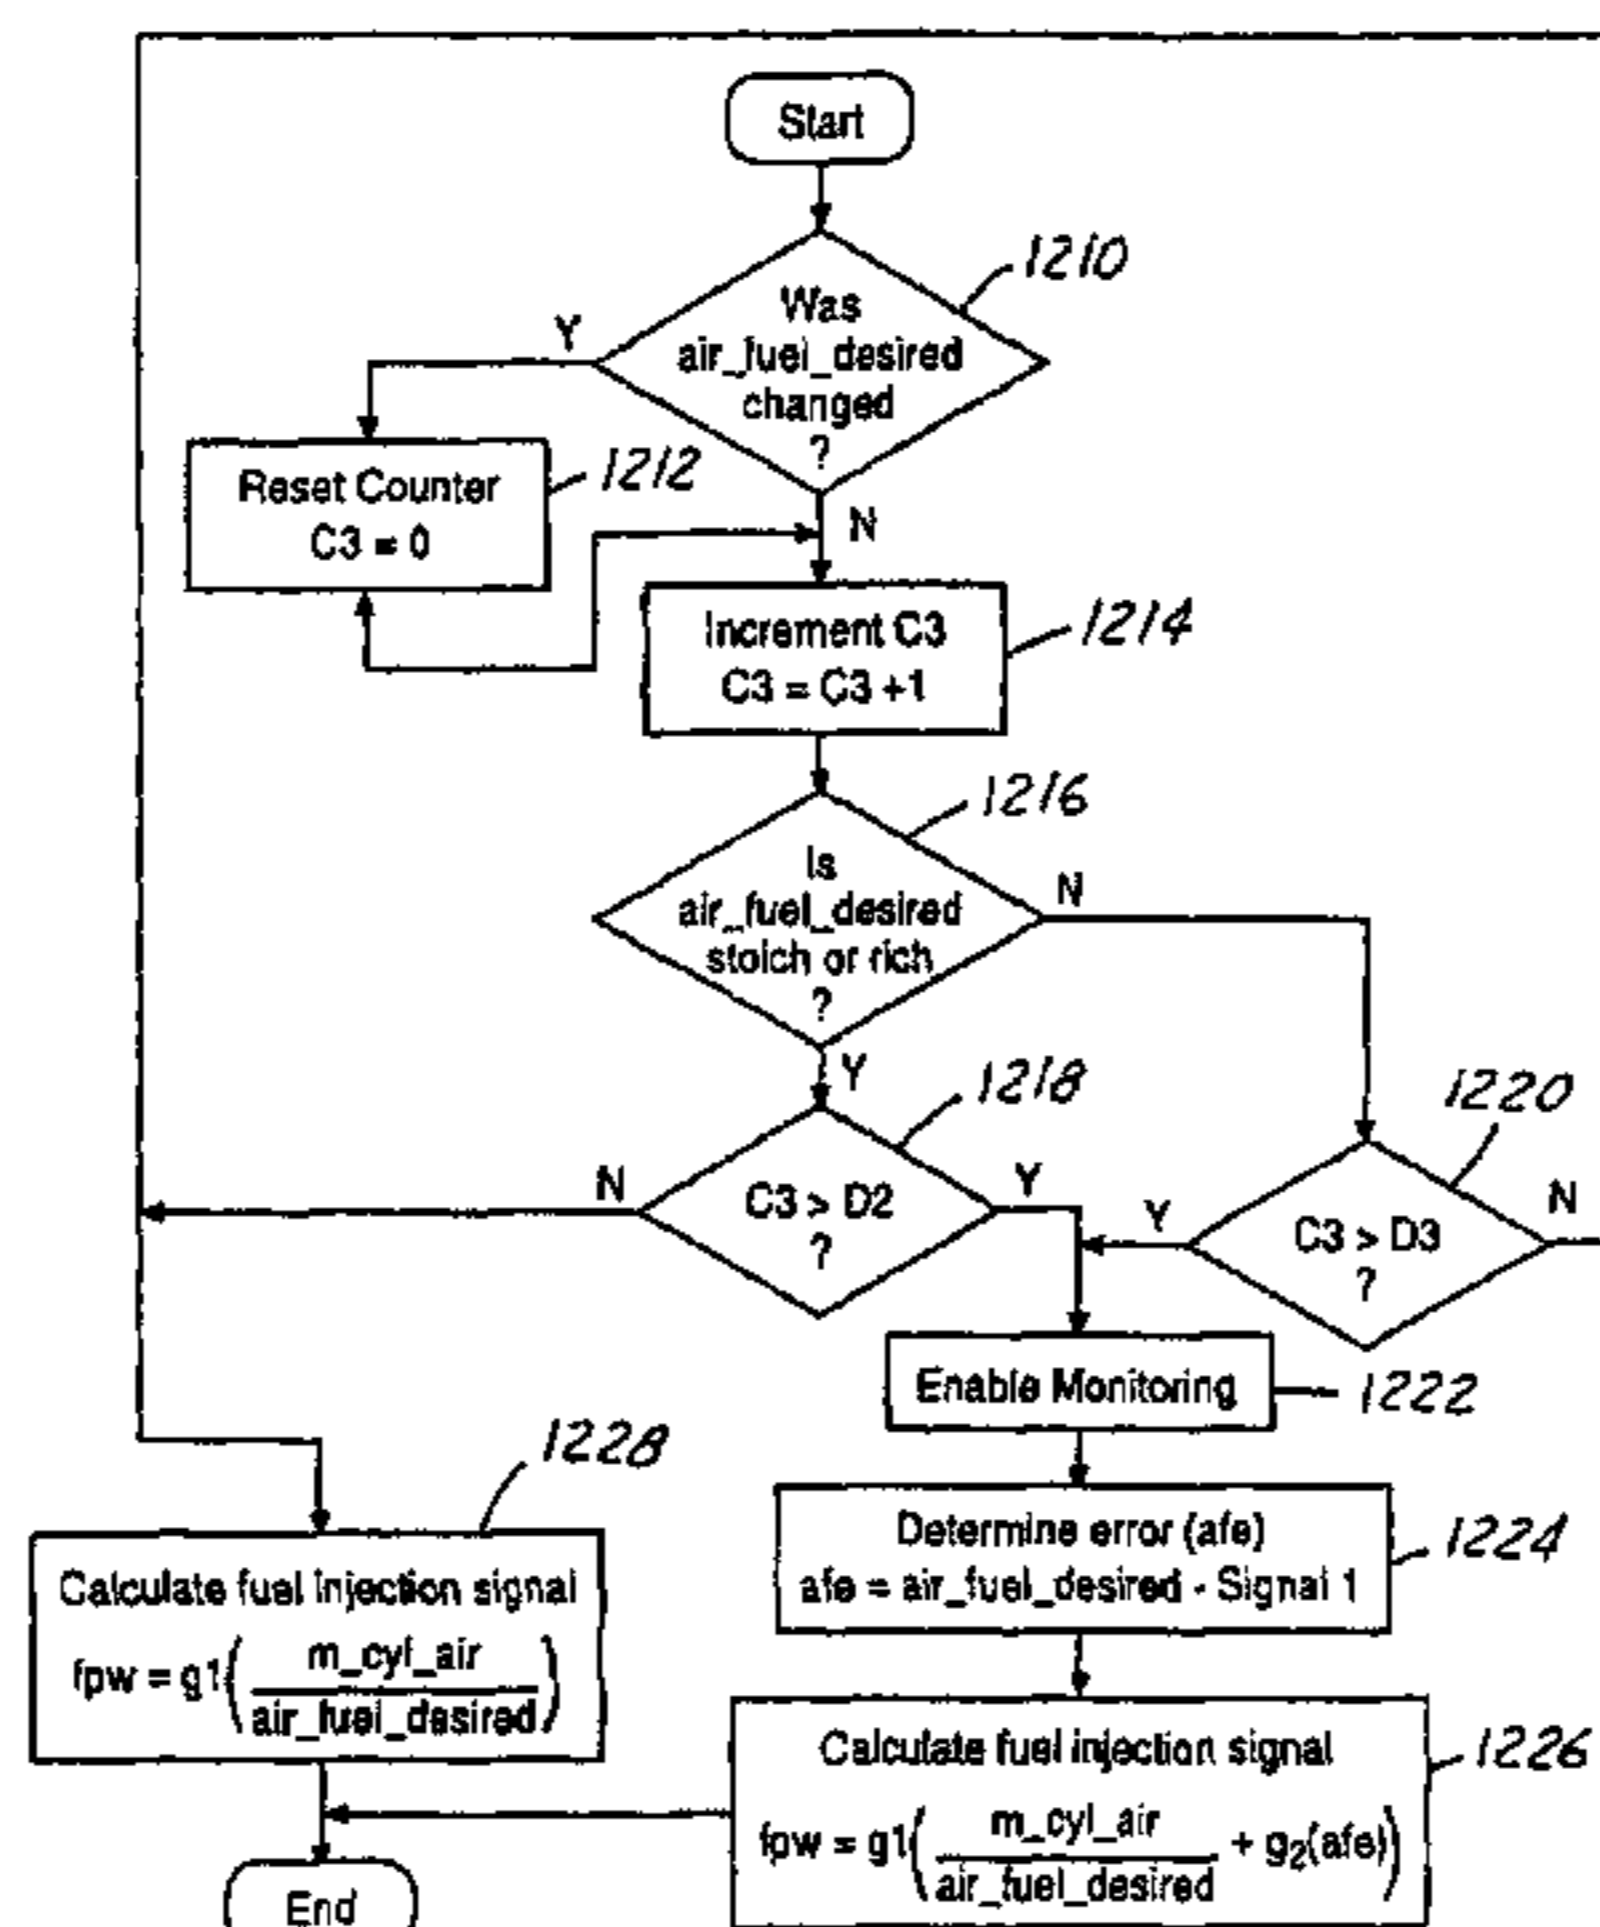 Start
1210
Was
air_fuel_desired
changed
?
Y
N
1212
Reset Counter
C3 = 0
1214
Increment C3
C3 = C3 +1
1216
Is
air_fuel_desired
stoich or rich
?
N
Y
1218
C3 > D2
?
N
Y
1220
C3 > D3
?
Y
N
Enable Monitoring
1222
1224
Determine error (afe)
afe = air_fuel_desired - Signal 1
1228
Calculate fuel injection signal
fpw = g1(m_cyl_air
air_fuel_desired)
1226
Calculate fuel injection signal
fpw = g1(m_cyl_air
air_fuel_desired + g2(afe))
End